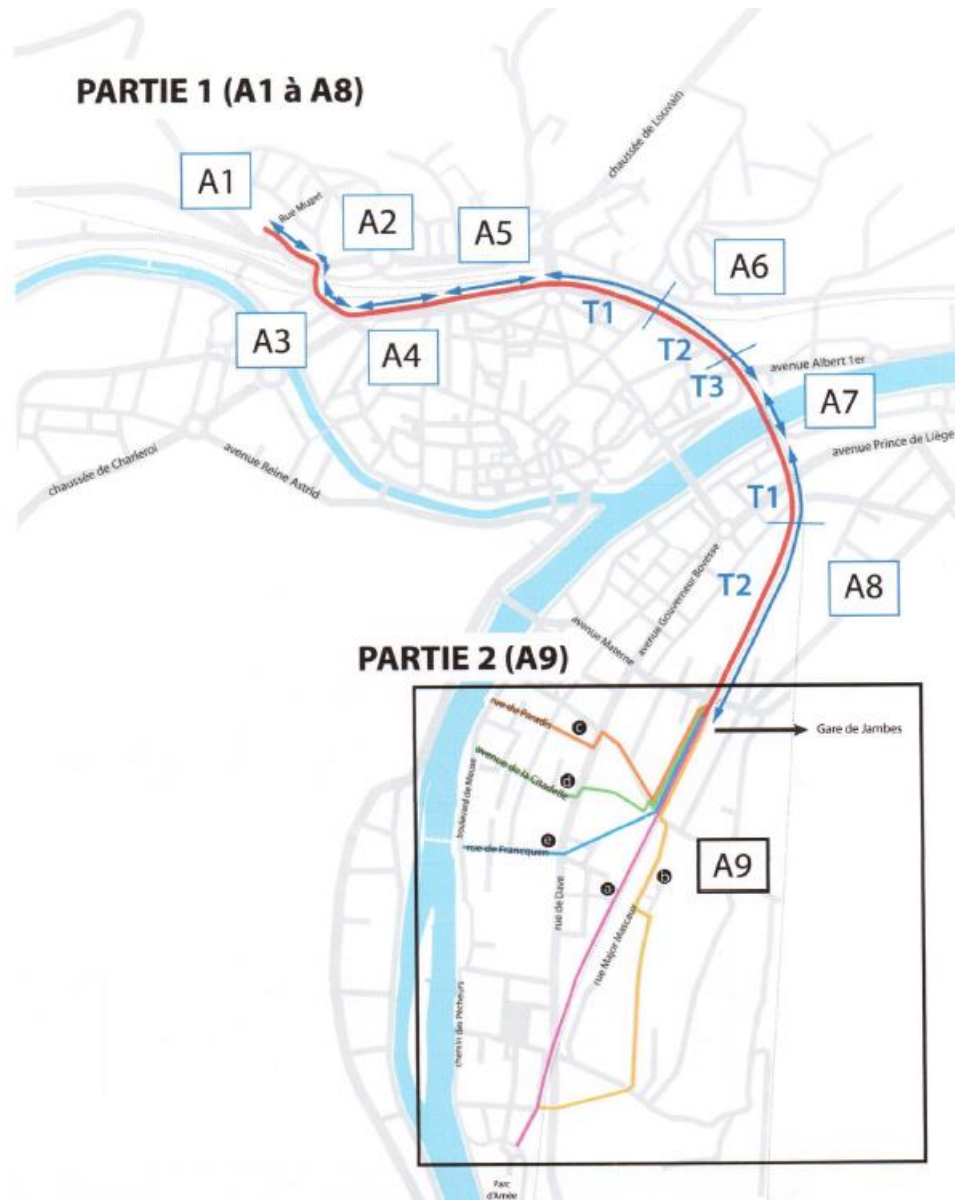 PARTIE 1 (A1 à A8)
chaussée de Louvain
A1
Rue Muzet
A2
A5
A6
T1
T2
A3
A4
T3
avenue Albert 1er
A7
avenue Prince de Liège
chaussée de Charleroi
avenue Reine Astrid
T1
avenue Gouverneur Bovesse
T2
A8
avenue Materne
PARTIE 2 (A9)
rue du Paradis
c
Gare de Jambes
avenue de la Citadelle
d
boulevard de Meuse
rue de Francquen
e
A9
a
b
rue de Dave
rue Major Mascaux
chemin des Pêcheurs
Parc
d'Amée